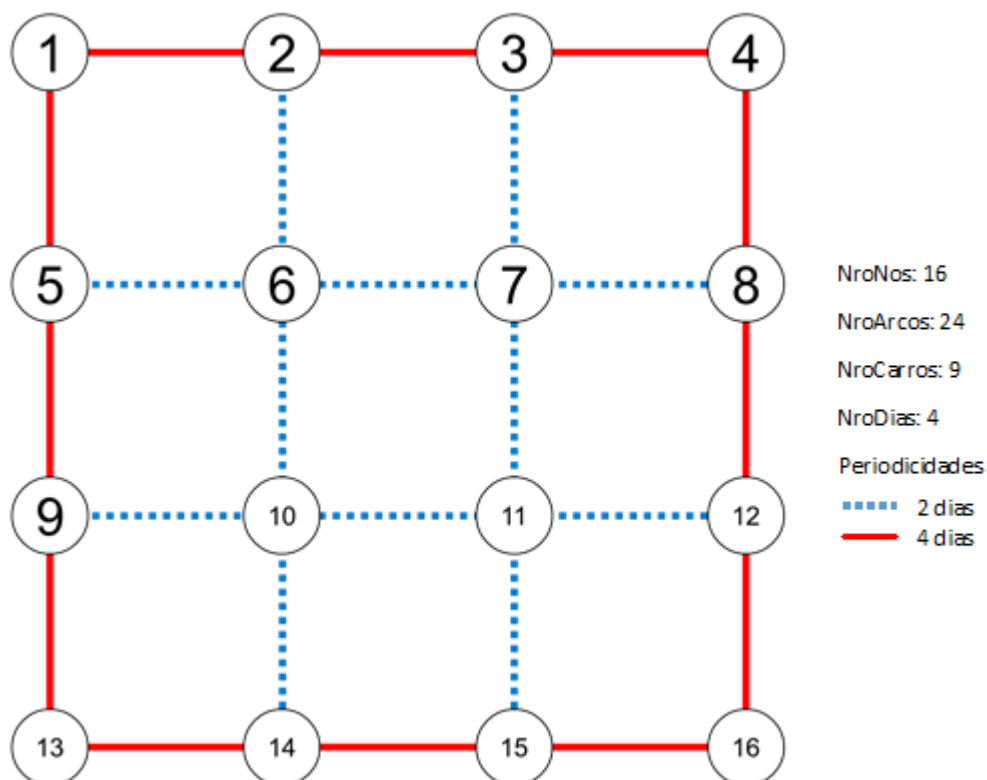 1 2 3 4
5 6 7 8
9 10 11 12
13 14 15 16
NroNos: 16
NroArcos: 24
NroCarros: 9
NroDias: 4
Periodicidades
2 dias
4 dias